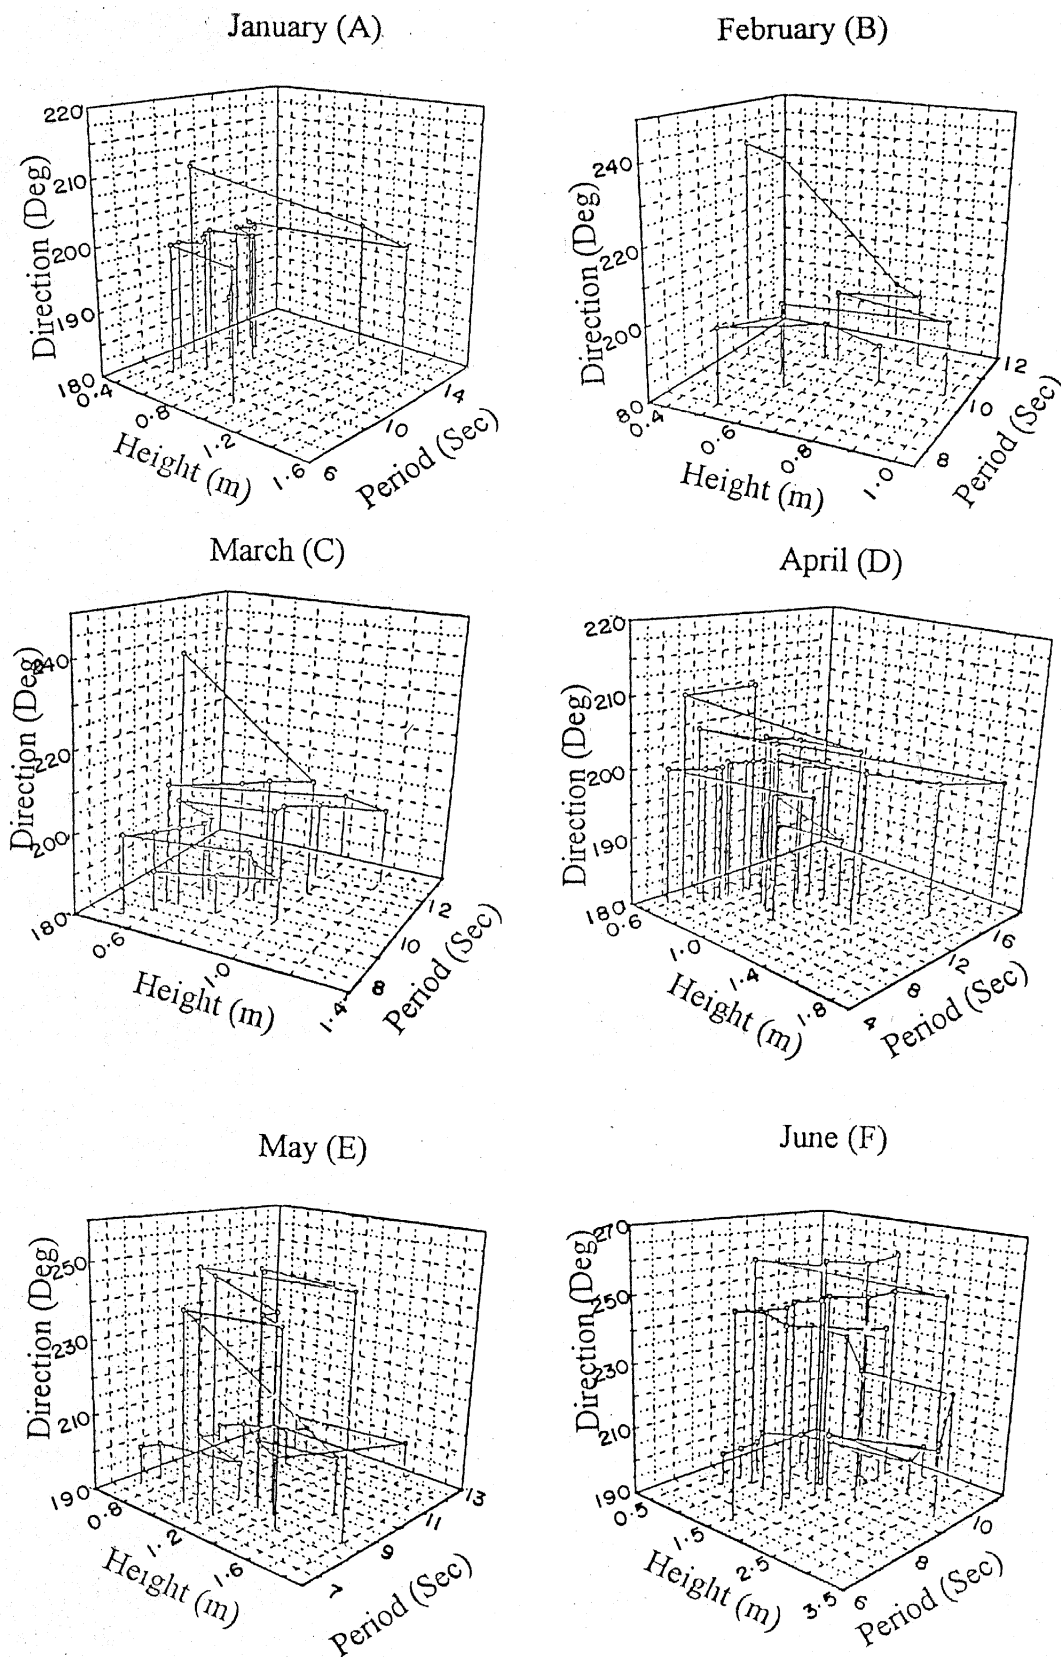 January (A)
220
210
200
190
180
Direction (Deg)
0.4
0.8
1.2
1.6
Height (m)
6
10
14
Period (Sec)
February (B)
240
220
200
80
Direction (Deg)
0.4
0.6
0.8
1.0
Height (m)
8
10
12
Period (Sec)
March (C)
240
220
200
180
Direction (Deg)
0.6
1.0
1.4
Height (m)
8
10
12
Period (Sec)
April (D)
220
210
200
190
180
Direction (Deg)
0.6
1.0
1.4
1.8
Height (m)
4
8
12
16
Period (Sec)
May (E)
250
230
210
190
Direction (Deg)
0.8
1.2
1.6
Height (m)
7
9
11
13
Period (Sec)
June (F)
270
250
230
210
190
Direction (Deg)
0.5
1.5
2.5
3.5
Height (m)
6
8
10
Period (Sec)